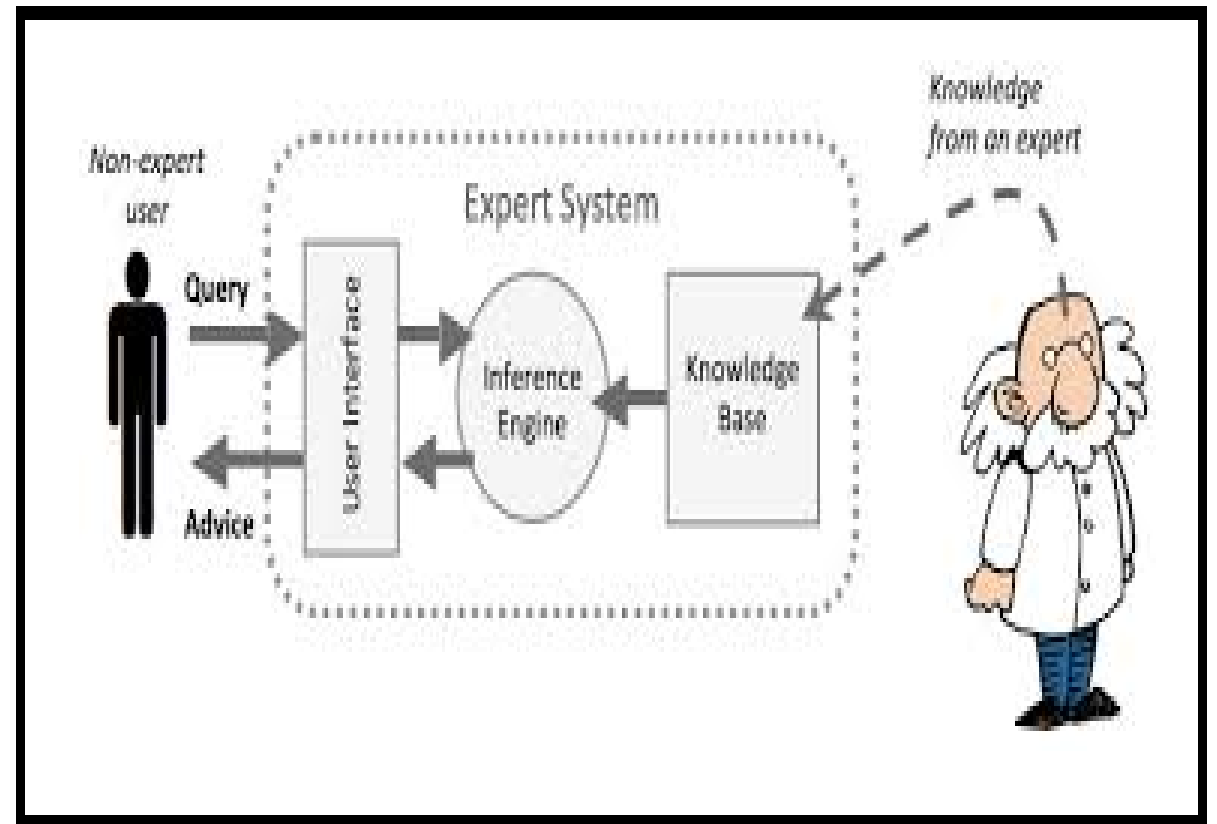 Knowledge
from an expert
Non-expert
user
Expert System
Query
User Interface
Inference
Engine
Knowledge
Base
Advice